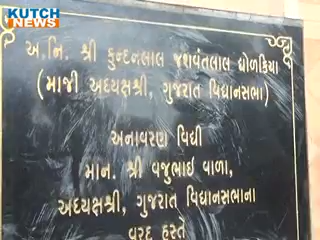 KUTCH
NEWS
અ.નિ. શ્રી કુન્દનલાલ જશવંતલાલ ધોળકિયા
(માજી અધ્યક્ષશ્રી, ગુજરાત વિધાનસભા)
અનાવરણ વિધી
માન. શ્રી વજુભાઈ વાળા,
અધ્યક્ષશ્રી, ગુજરાત વિધાનસભાના
વરદ હસ્તે